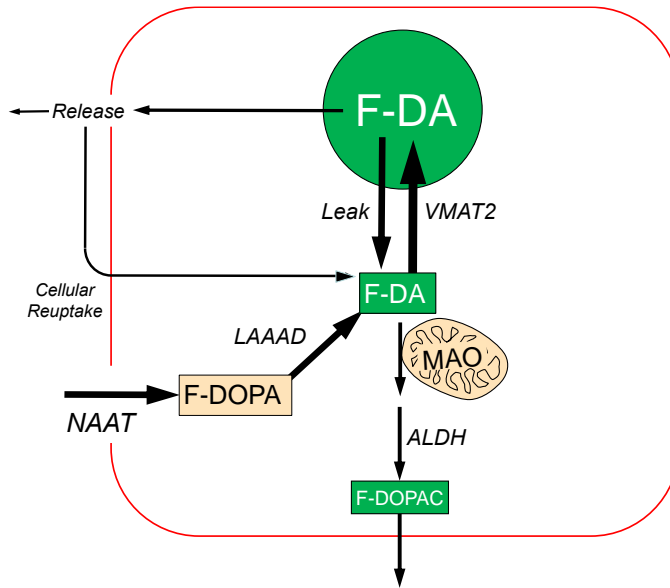 F-DA
Release
Leak
VMAT2
Cellular
Reuptake
F-DA
LAAAD
MAO
F-DOPA
NAAT
ALDH
F-DOPAC